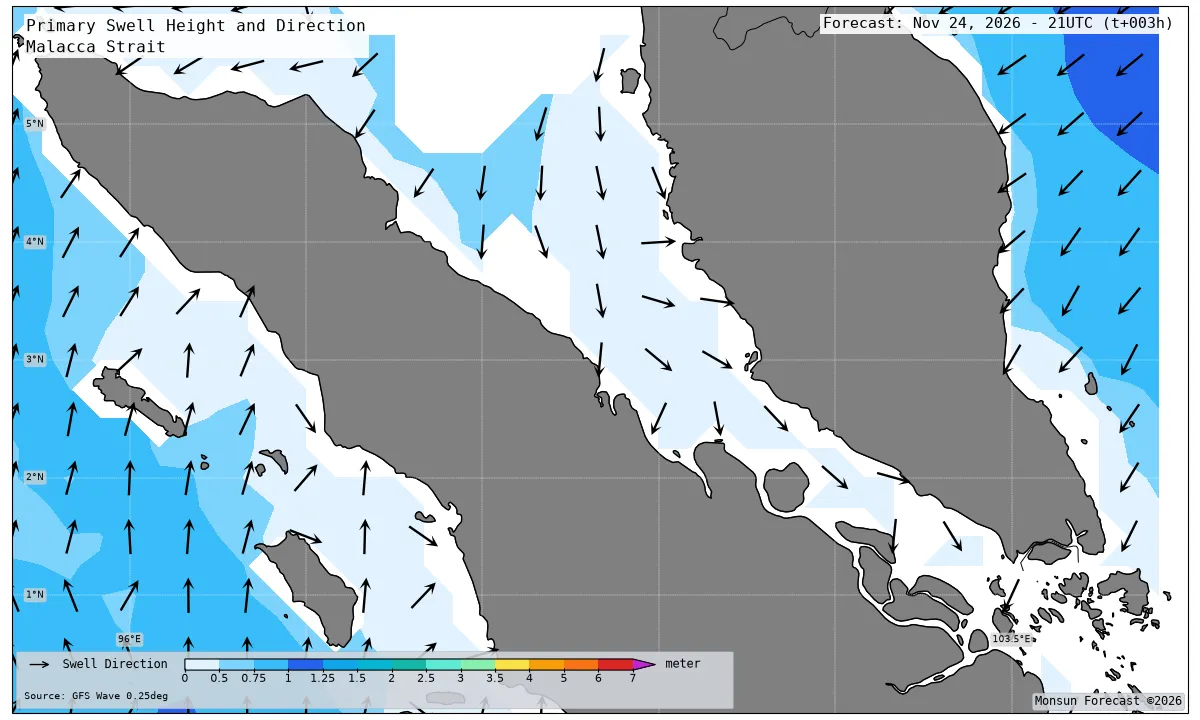 Primary Swell Height and Direction
Malacca Strait
Forecast: Nov 24, 2026 - 21UTC (t+003h)
5°N
4°N
3°N
2°N
1°N
96°E
103.5°E
Swell Direction
meter
0 0.5 0.75 1 1.25 1.5 2 2.5 3 3.5 4 5 6 7
Source: GFS Wave 0.25deg
Monsun Forecast ©2026